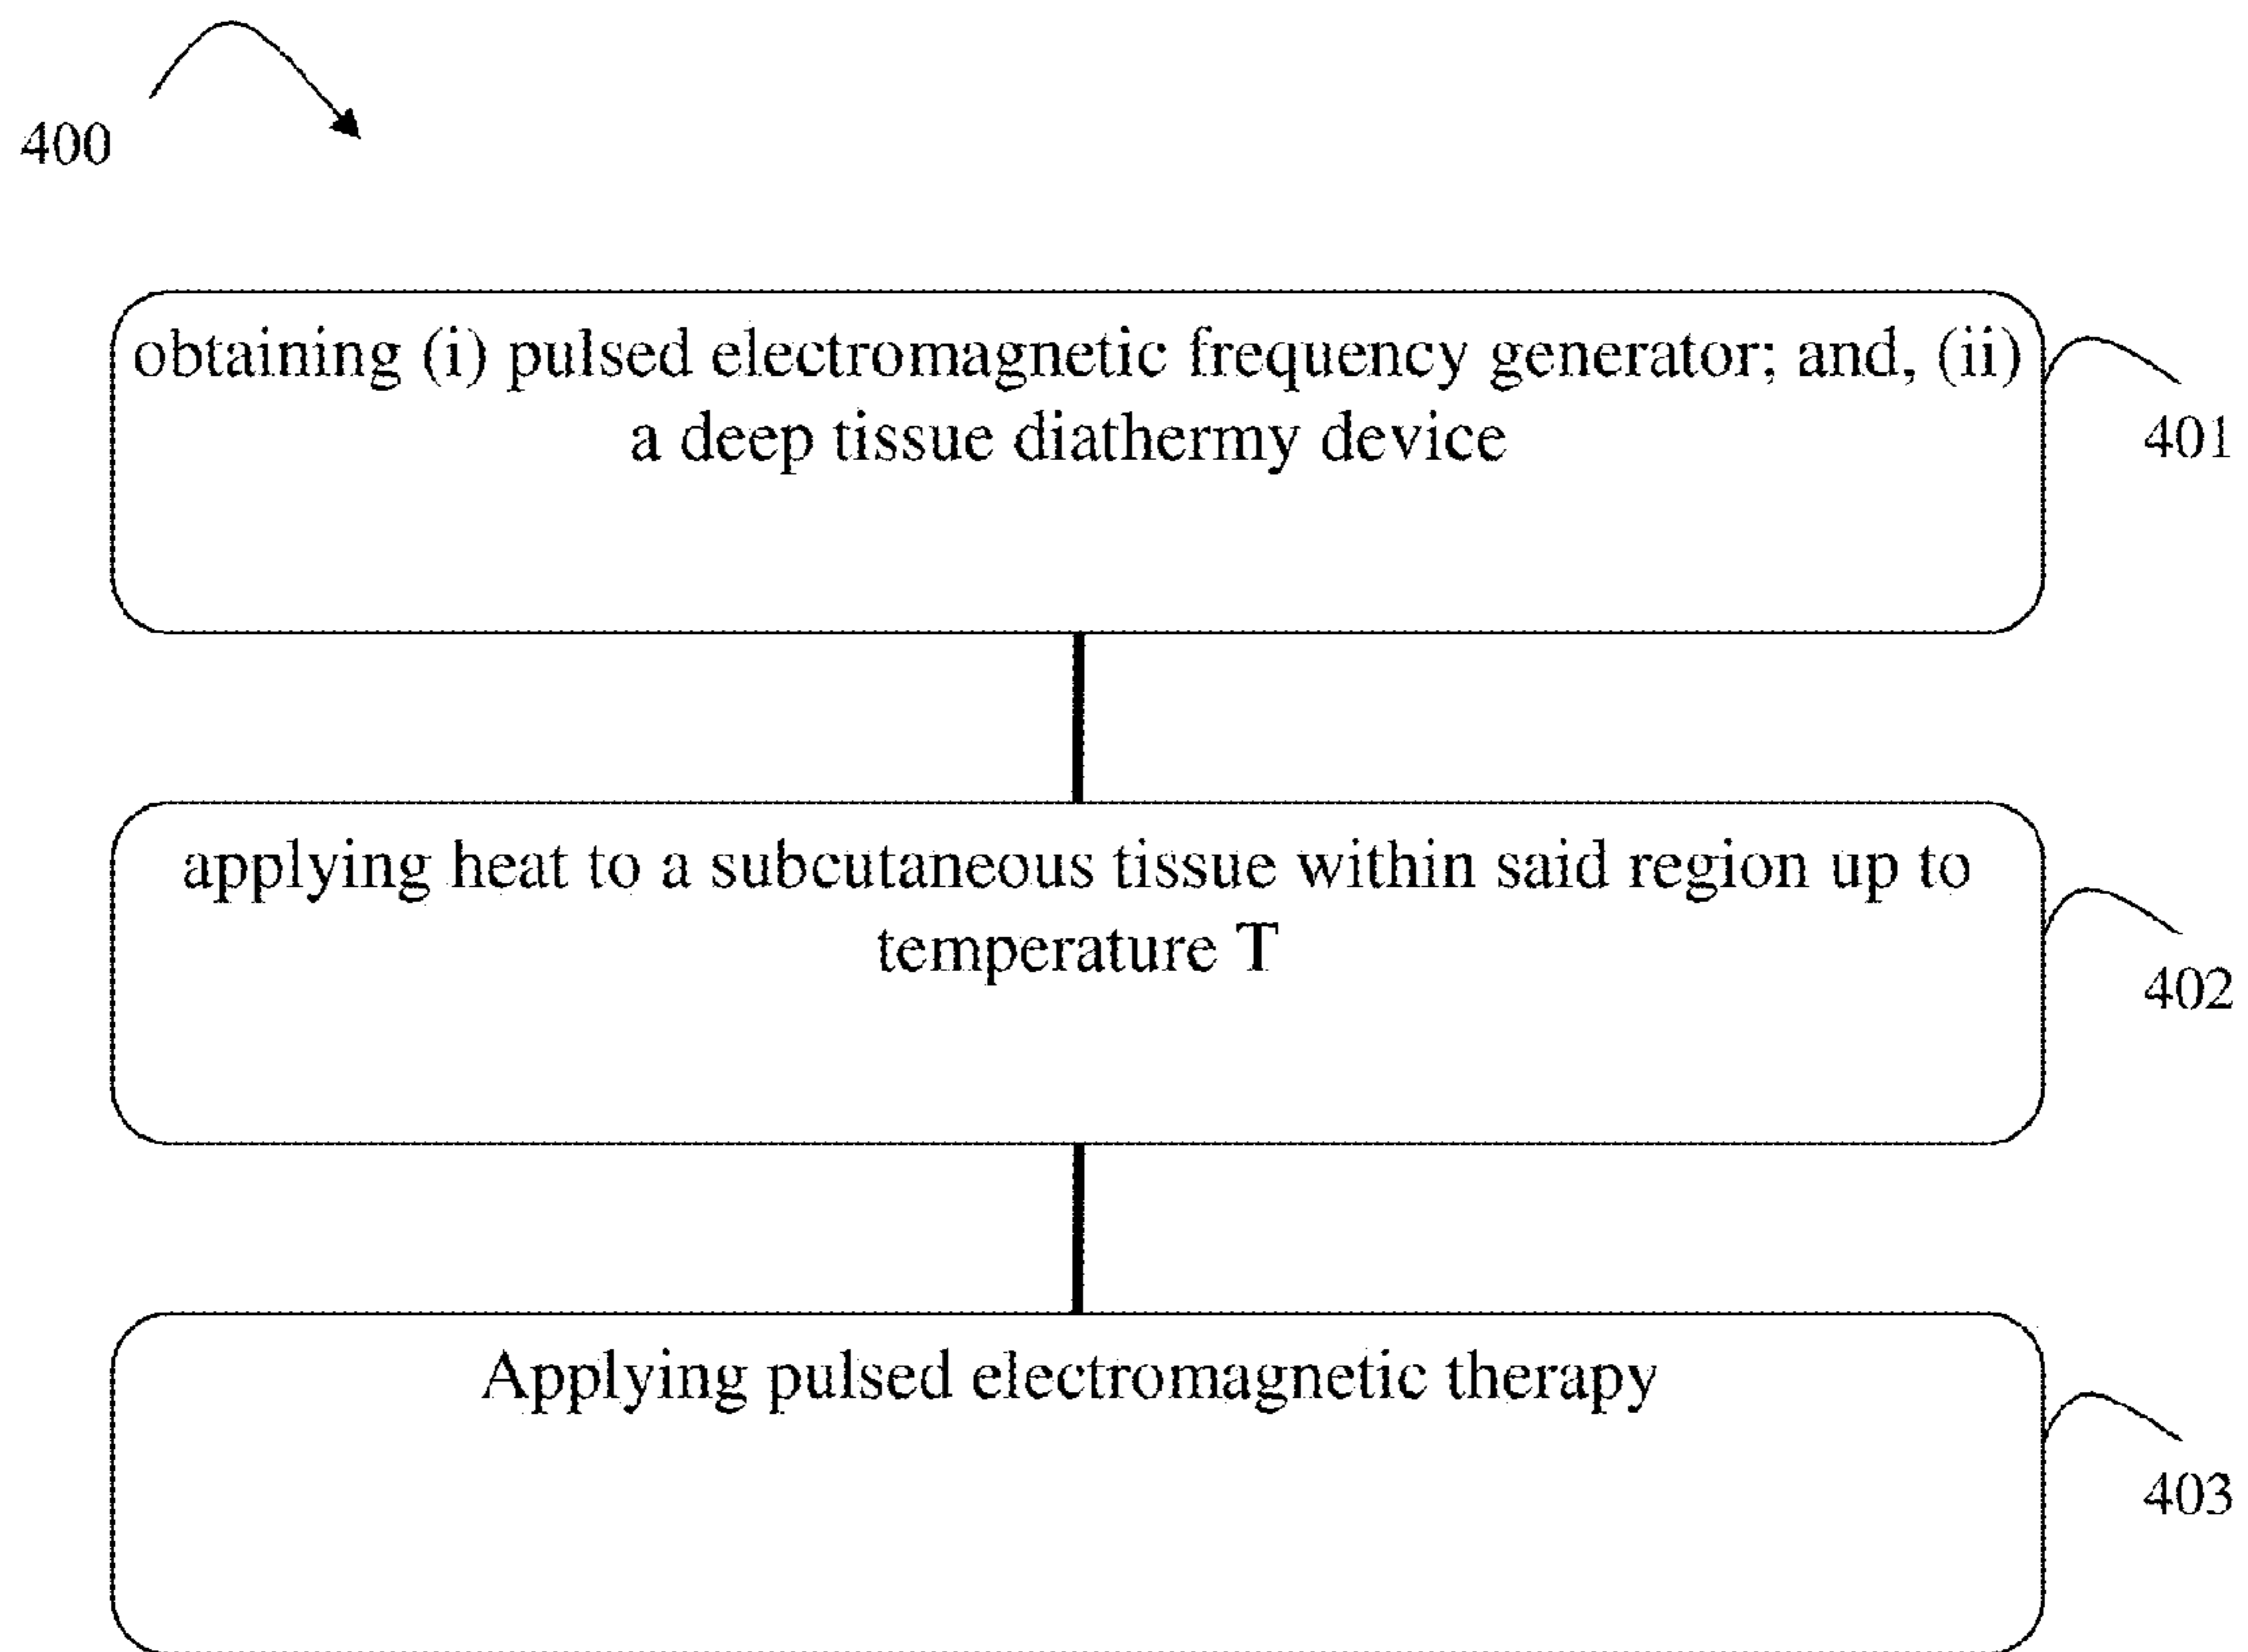 400
obtaining (i) pulsed electromagnetic frequency generator; and, (ii)
a deep tissue diathermy device
401
applying heat to a subcutaneous tissue within said region up to
temperature T
402
Applying pulsed electromagnetic therapy
403